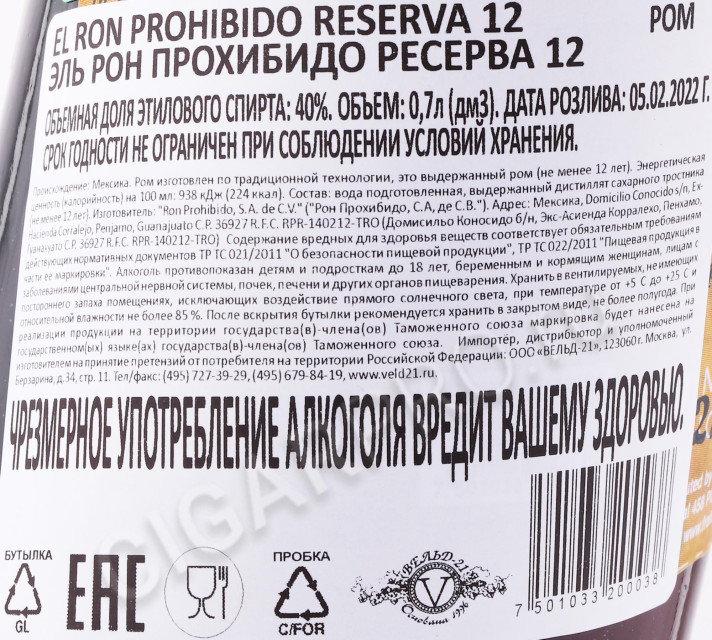 EL RON PROHIBIDO RESERVA 12 РОМ
ЭЛЬ РОН ПРОХИБИДО РЕСЕРВА 12
ОБЪЕМНАЯ ДОЛЯ ЭТИЛОВОГО СПИРТА: 40%. ОБЪЕМ: 0,7л (дм3). ДАТА РОЗЛИВА: 05.02.2022 Г.
СРОК ГОДНОСТИ НЕ ОГРАНИЧЕН ПРИ СОБЛЮДЕНИИ УСЛОВИЙ ХРАНЕНИЯ.
Происхождение: Мексика. Ром изготовлен по традиционной технологии, это выдержанный ром (не менее 12 лет). Энергетическая
ценность (калорийность) на 100 мл: 938 кДж (224 ккал). Состав: вода подготовленная, выдержанный дистиллят сахарного тростника
(не менее 12 лет). Изготовитель: "Ron Prohibido, S.A. de C.V." ("Рон Прохибидо, С.А, де С.В."). Адрес: Мексика, Domicilio Conocido s/n, Ex-
Hacienda Corralejo, Penjamo, Guanajuato C.P. 36927 R.F.C. RPR-140212-TRO) (Домисильо Коносидо б/н, Экс-Асиенда Корралехо, Пенхамо,
Гуанахуато C.P. 36927 R.F.C. RPR-140212-TRO) Содержание вредных для здоровья веществ соответствует обязательным требованиям
действующих нормативных документов ТР ТС 021/2011 "О безопасности пищевой продукции", ТР ТС 022/2011 "Пищевая продукция в
части ее маркировки". Алкоголь противопоказан детям и подросткам до 18 лет, беременным и кормящим женщинам, лицам с
заболеваниями центральной нервной системы, почек, печени и других органов пищеварения. Хранить в вентилируемых, не имеющих
постороннего запаха помещениях, исключающих воздействие прямого солнечного света, при температуре от +5 С до +25 С и
относительной влажности не более 85 %. После вскрытия бутылки рекомендуется хранить в закрытом виде, не более полугода. При
реализации продукции на территории государства(в)-члена(ов) Таможенного союза маркировка будет нанесена на
государственном(ых) языке(ах) государства(в)-члена(ов) Таможенного союза. Импортёр, дистрибьютор и уполномоченный
изготовителем на принятие претензий от потребителя на территории Российской Федерации: ООО «ВЕЛЬД-21», 123060 г. Москва, ул.
Берзарина, д.34, стр. 11. Тел/факс: (495) 727-39-29, (495) 679-84-19, www.veld21.ru.
ЧРЕЗМЕРНОЕ УПОТРЕБЛЕНИЕ АЛКОГОЛЯ ВРЕДИТ ВАШЕМУ ЗДОРОВЬЮ.
БУТЫЛКА
GL
EAC
ПРОБКА
C/FOR
ВЕЛЬД-21
V
Основана 1996
7 501033 200038